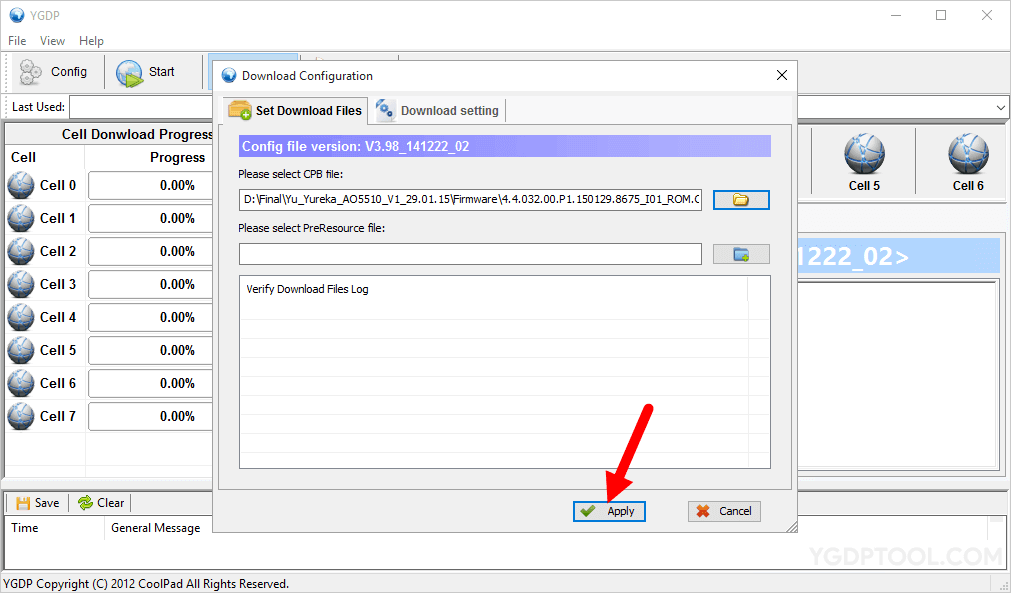 YGDP
File View Help
Config Start
Last Used:
Cell Donwload Progress
Cell Progress
Cell 0 0.00%
Cell 1 0.00%
Cell 2 0.00%
Cell 3 0.00%
Cell 4 0.00%
Cell 5 0.00%
Cell 6 0.00%
Cell 7 0.00%
Download Configuration
Set Download Files Download setting
Config file version: V3.98_141222_02
Please select CPB file:
D:\Final\Yu_Yureka_AO5510_V1_29.01.15\Firmware\4.4.032.00.P1.150129.8675_I01_ROM.C
Please select PreResource file:
Verify Download Files Log
Apply Cancel
Cell 5 Cell 6
1222_02>
Save Clear
Time General Message
YGDPTOOL.COM
YGDP Copyright (C) 2012 CoolPad All Rights Reserved.